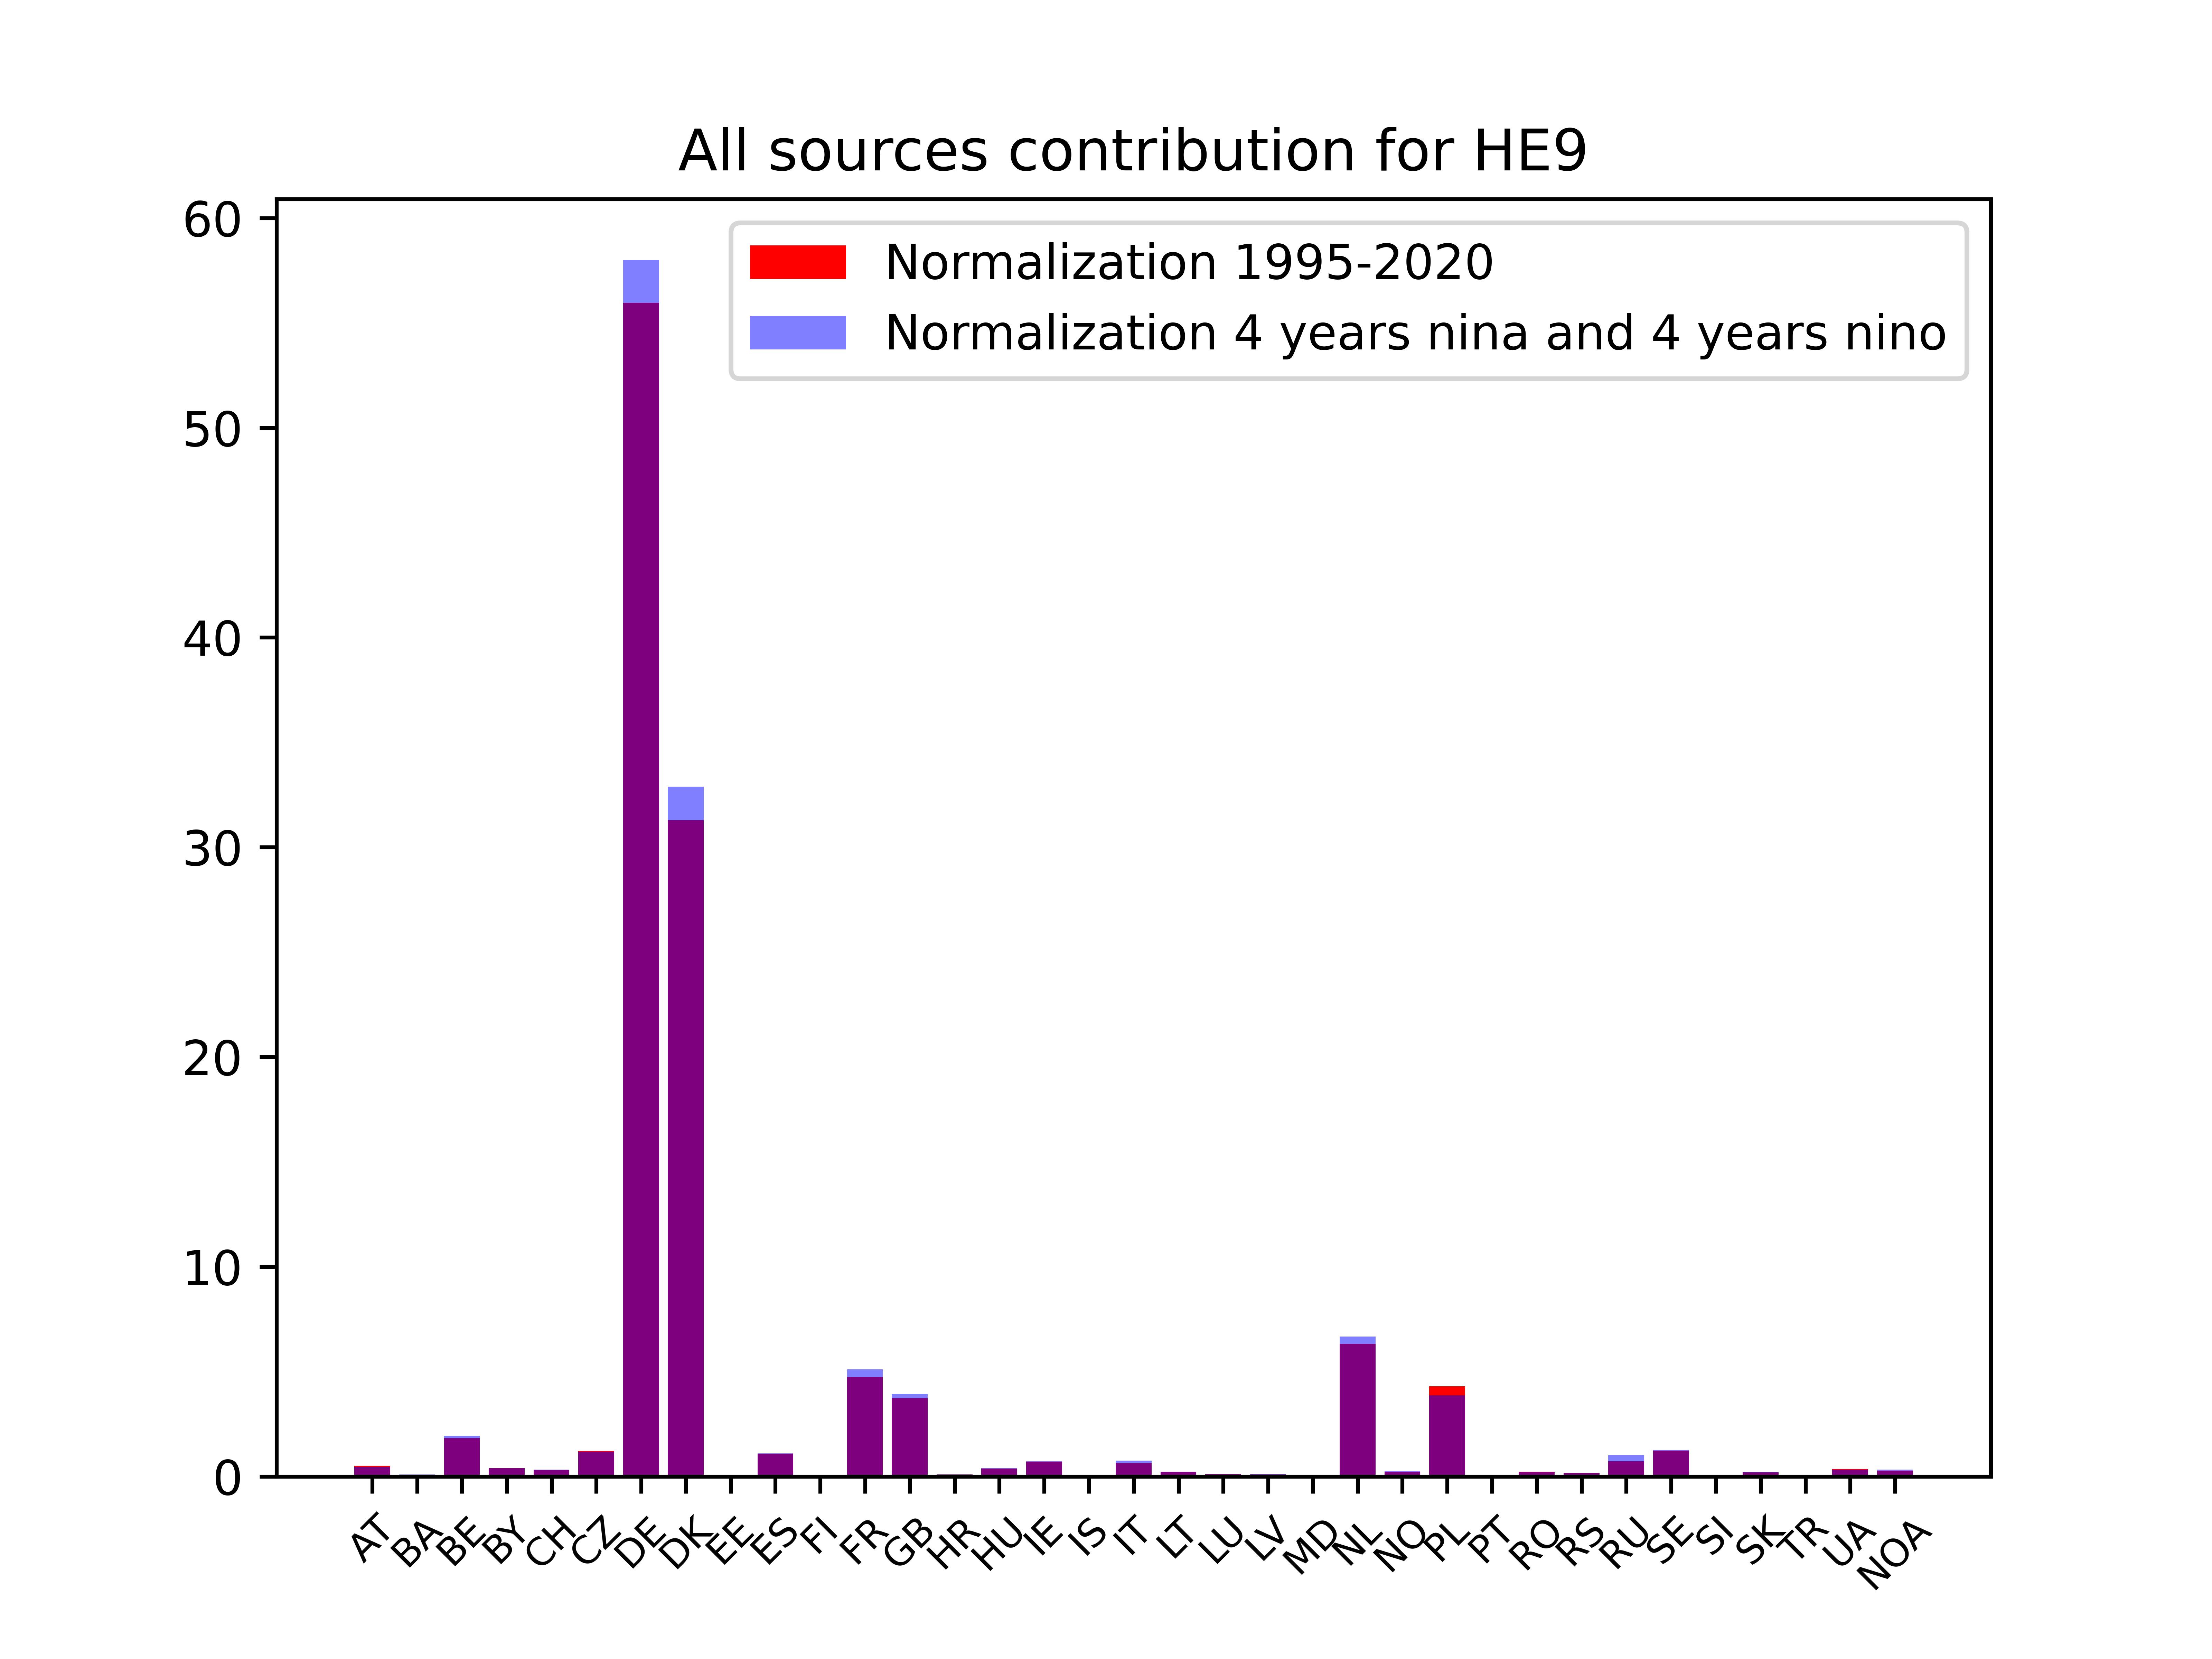 All sources contribution for HE9
60
50
40
30
20
10
0
Normalization 1995-2020
Normalization 4 years nina and 4 years nino
AT BA BE BY CH CZ DE DK EE ES FI FR GB HR HU IE IS IT LT LU LV MD NL NO PL PT RO RS RU SE SI SK TR UA NOA